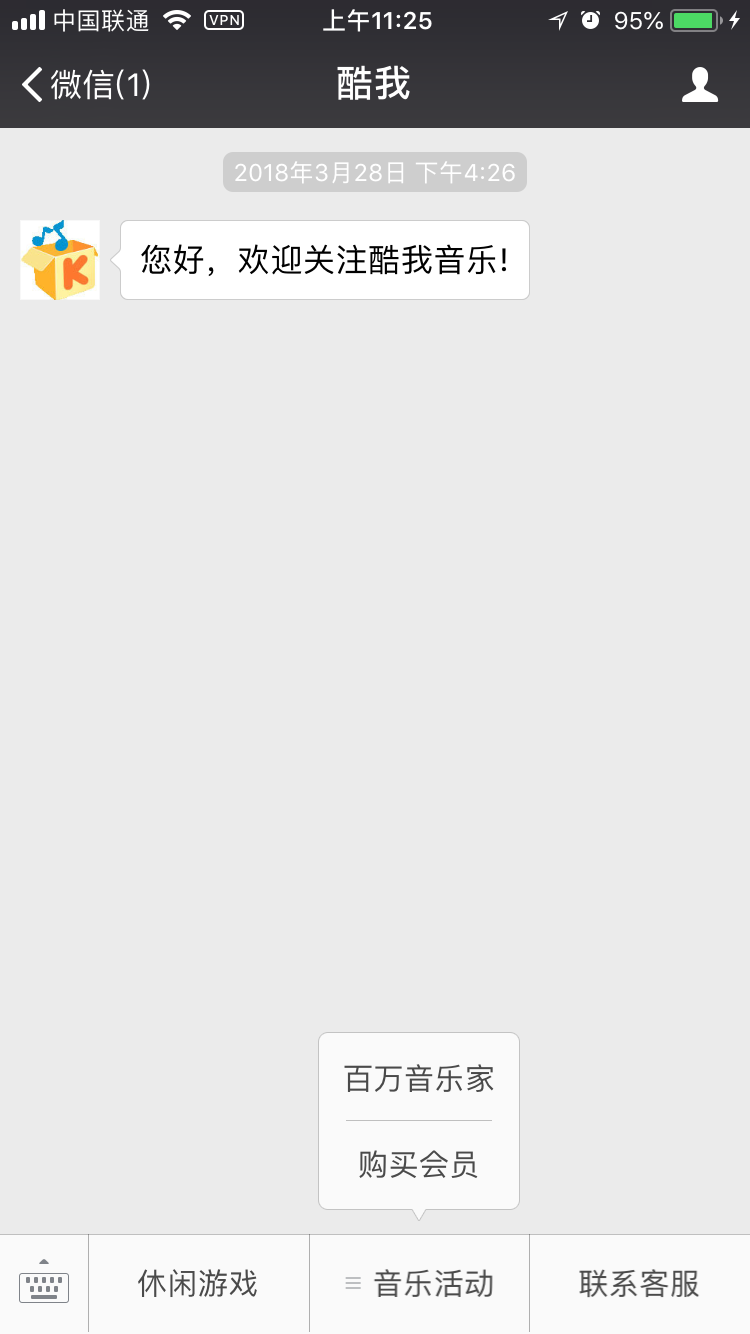 中国联通 VPN 上午11:25 95%
微信(1) 酷我
2018年3月28日 下午4:26
K 您好，欢迎关注酷我音乐!
百万音乐家
购买会员
休闲游戏 音乐活动 联系客服